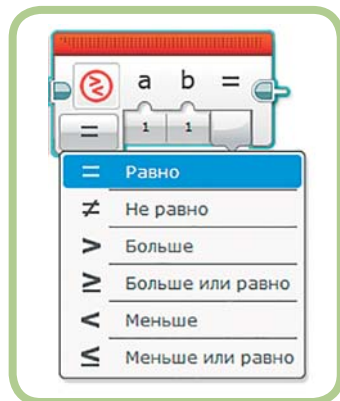 a b =
= 1 1
= Равно
≠ Не равно
> Больше
≥ Больше или равно
< Меньше
≤ Меньше или равно